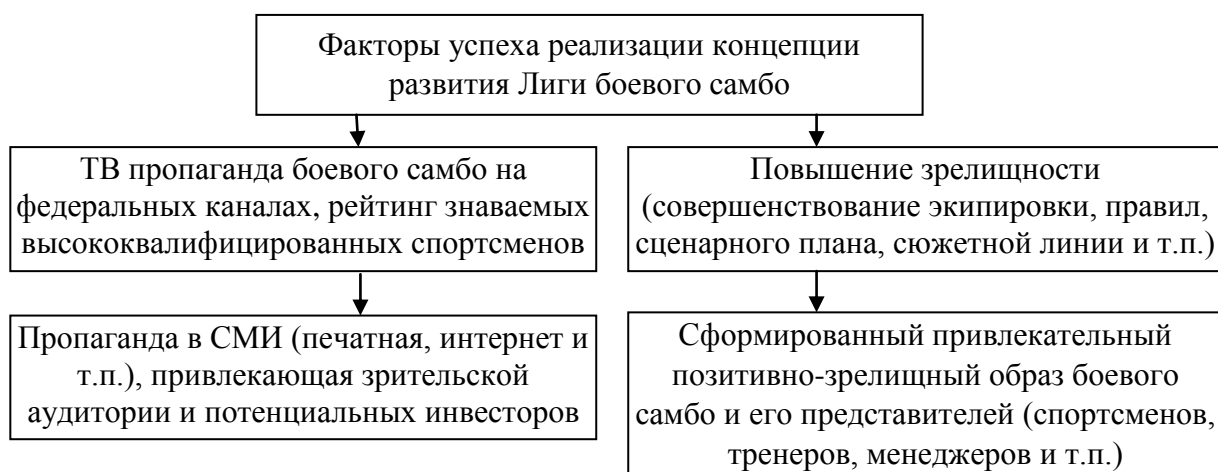 Факторы успеха реализации концепции
развития Лиги боевого самбо
ТВ пропаганда боевого самбо на
федеральных каналах, рейтинг знаваемых
высококвалифицированных спортсменов
Повышение зрелищности
(совершенствование экипировки, правил,
сценарного плана, сюжетной линии и т.п.)
Пропаганда в СМИ (печатная, интернет и
т.п.), привлекающая зрительской
аудитории и потенциальных инвесторов
Сформированный привлекательный
позитивно-зрелищный образ боевого
самбо и его представителей (спортсменов,
тренеров, менеджеров и т.п.)